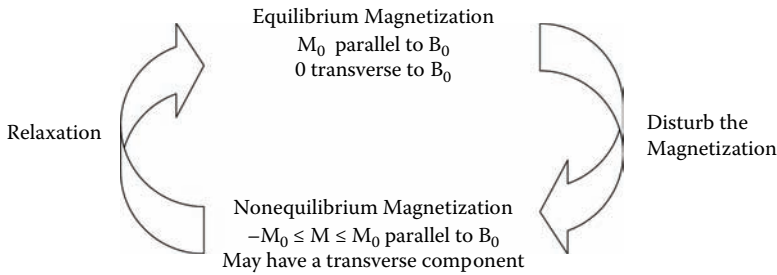 Equilibrium Magnetization
M₀ parallel to B₀
0 transverse to B₀
Relaxation
Disturb the
Magnetization
Nonequilibrium Magnetization
–M₀ ≤ M ≤ M₀ parallel to B₀
May have a transverse component